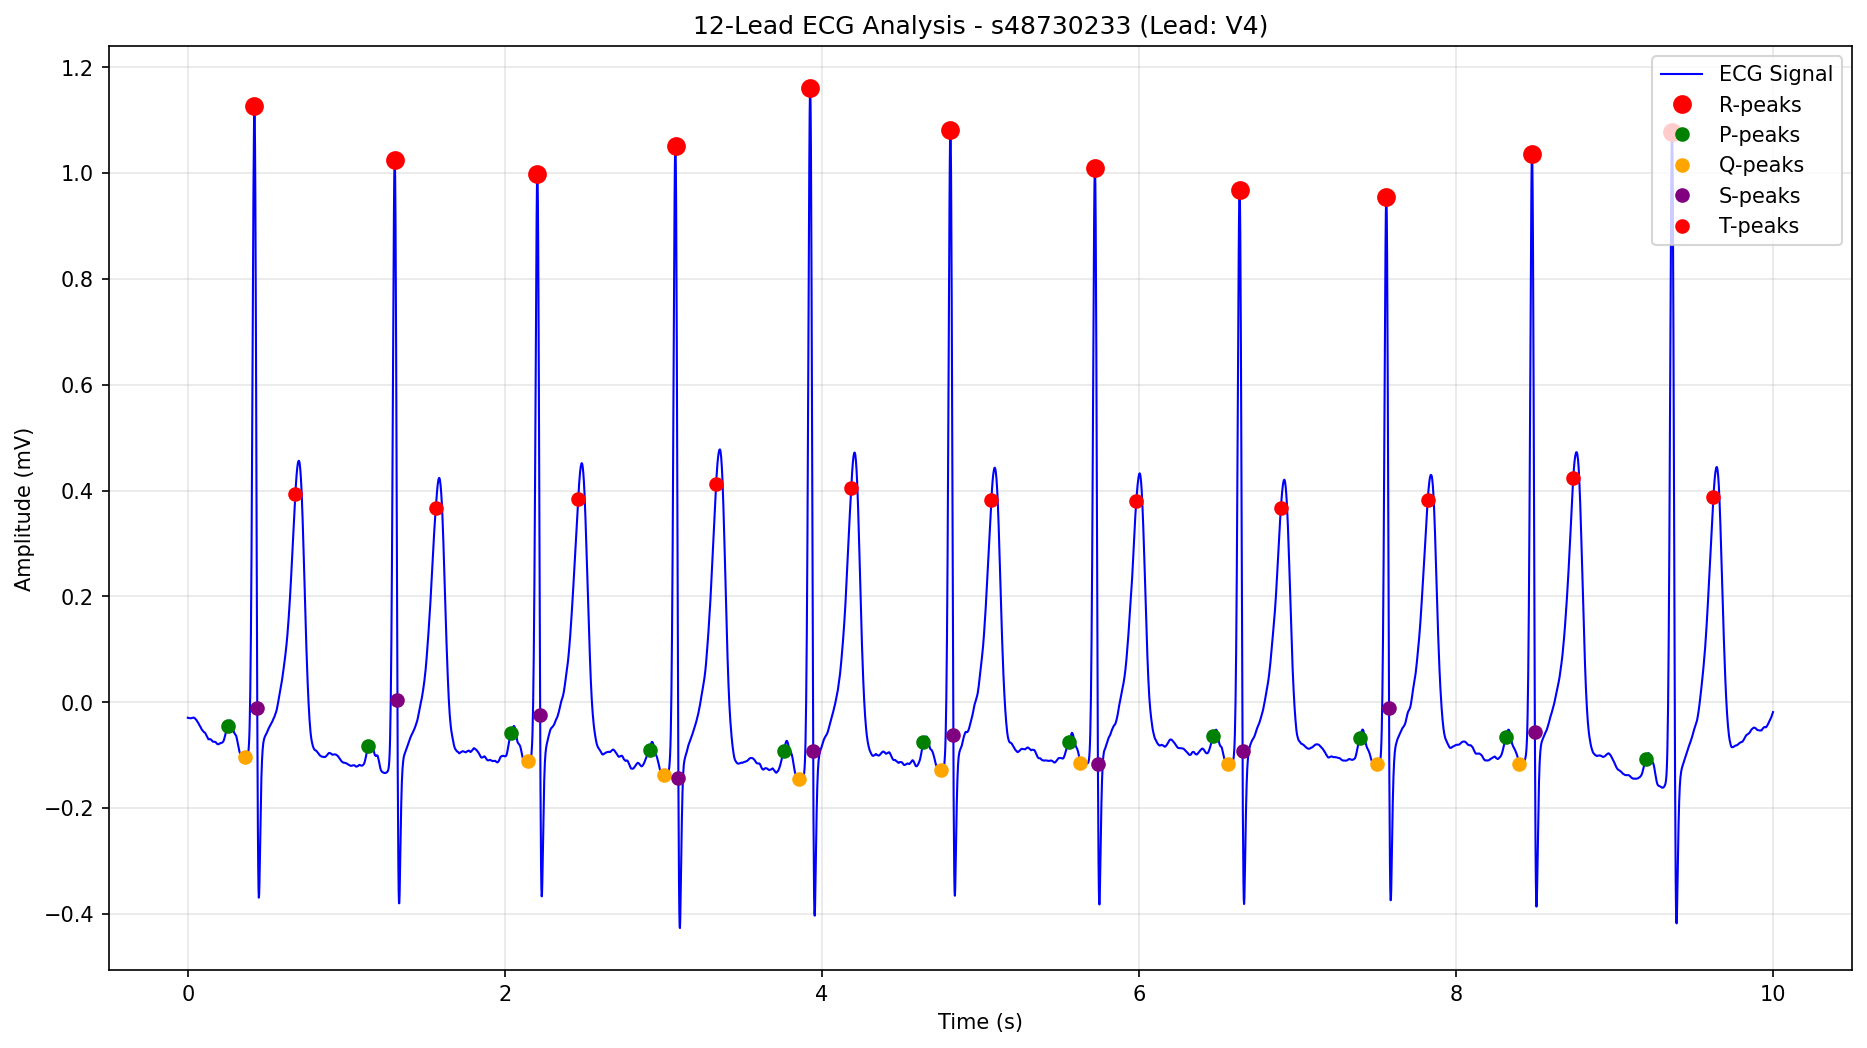 12-Lead ECG Analysis - s48730233 (Lead: V4)
ECG Signal
R-peaks
P-peaks
Q-peaks
S-peaks
T-peaks
Amplitude (mV)
1.2
1.0
0.8
0.6
0.4
0.2
0.0
−0.2
−0.4
0 2 4 6 8 10
Time (s)